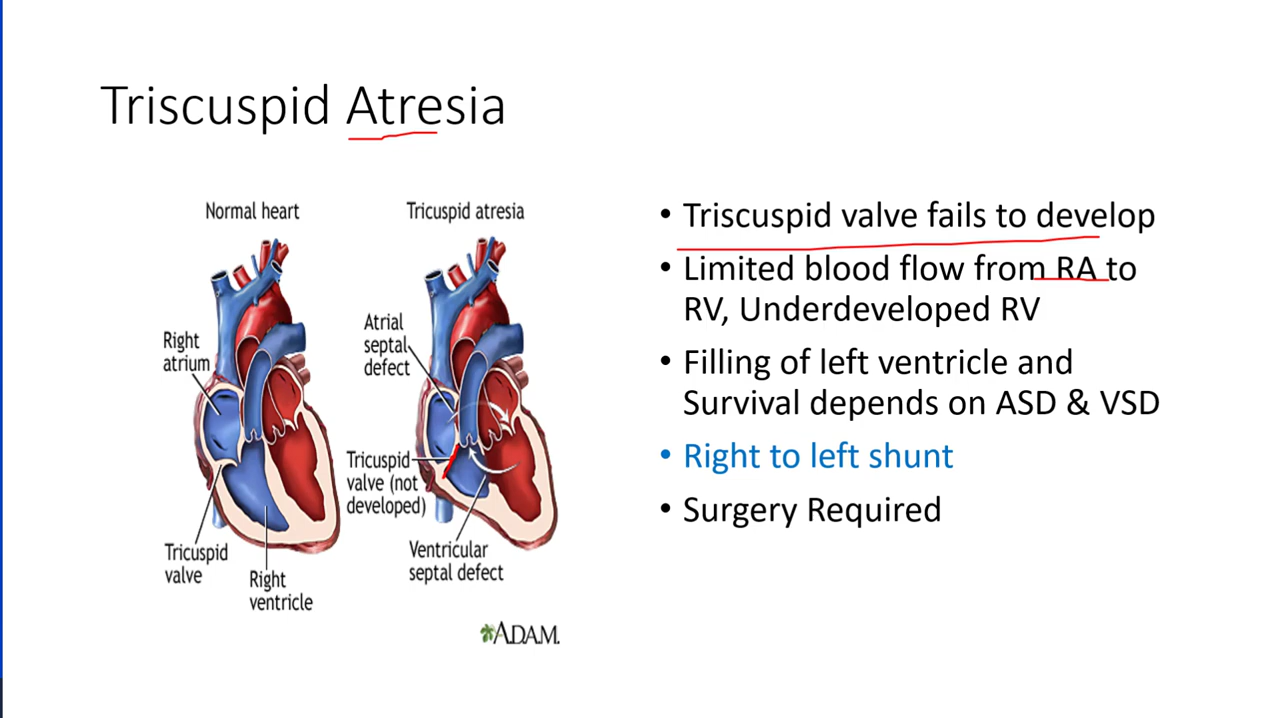 Triscuspid Atresia
Normal heart
Tricuspid atresia
Right
atrium
Atrial
septal
defect
Tricuspid
valve (not
developed)
Tricuspid
valve
Right
ventricle
Ventricular
septal defect
ADAM.
• Triscuspid valve fails to develop
• Limited blood flow from RA to
RV, Underdeveloped RV
• Filling of left ventricle and
Survival depends on ASD & VSD
• Right to left shunt
• Surgery Required